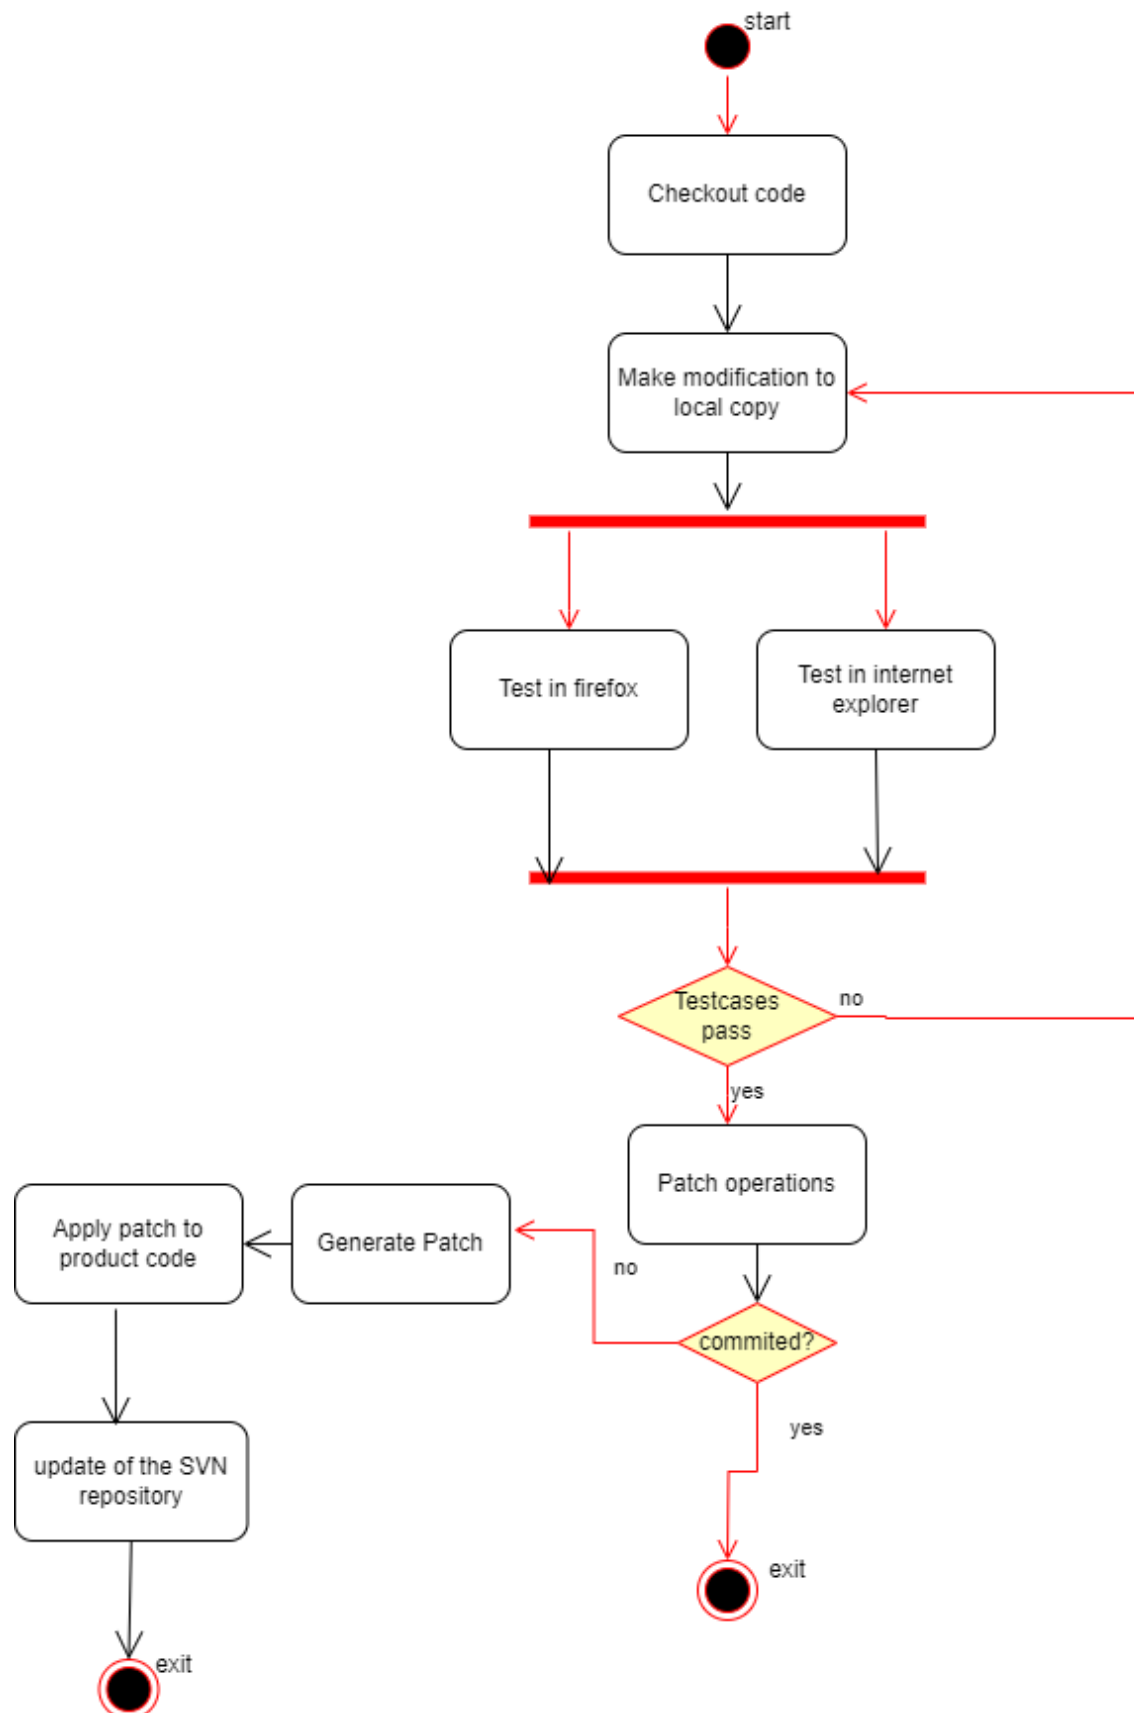 start
Checkout code
Make modification to
local copy
Test in firefox
Test in internet
explorer
Testcases
pass
no
yes
Patch operations
Apply patch to
product code
Generate Patch
no
commited?
yes
update of the SVN
repository
exit
exit